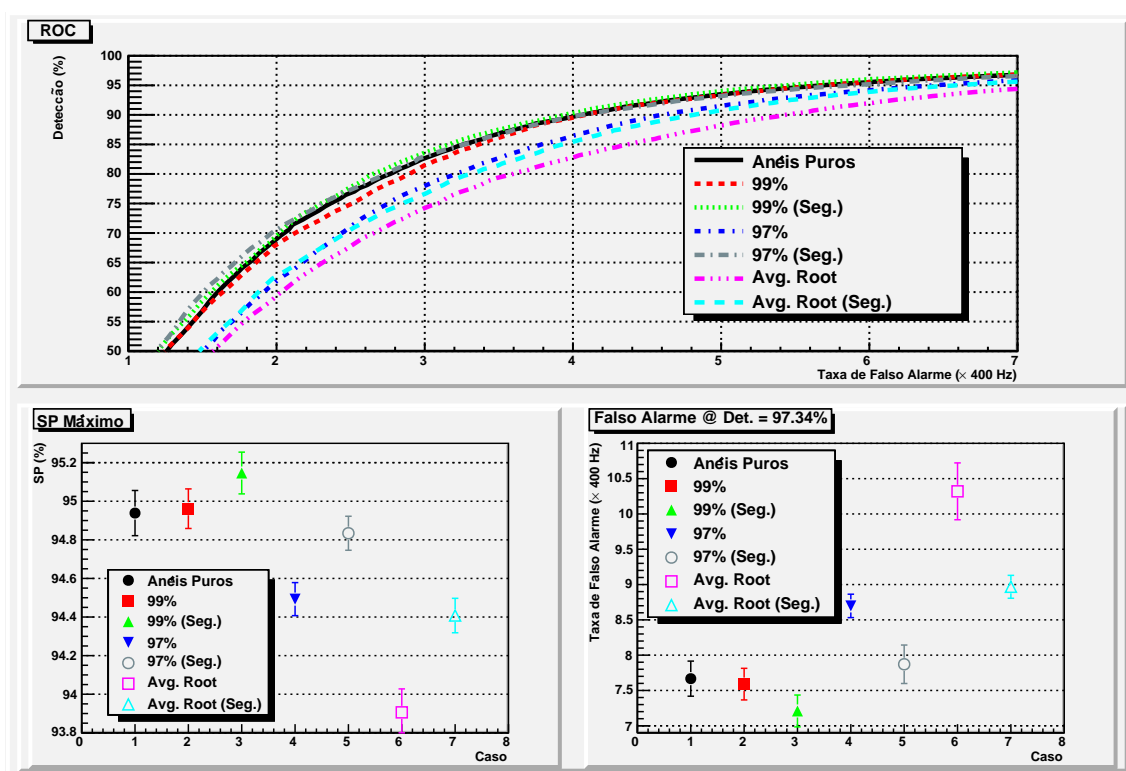 ROC
Detecção (%)
100
95
90
85
80
75
70
65
60
55
50
1 2 3 4 5 6 7
Taxa de Falso Alarme (× 400 Hz)
Anéis Puros
99%
99% (Seg.)
97%
97% (Seg.)
Avg. Root
Avg. Root (Seg.)
SP Máximo
SP (%)
95.2
95
94.8
94.6
94.4
94.2
94
93.8
0 1 2 3 4 5 6 7 8
Caso
Anéis Puros
99%
99% (Seg.)
97%
97% (Seg.)
Avg. Root
Avg. Root (Seg.)
Falso Alarme @ Det. = 97.34%
Taxa de Falso Alarme (× 400 Hz)
11
10.5
10
9.5
9
8.5
8
7.5
7
0 1 2 3 4 5 6 7 8
Caso
Anéis Puros
99%
99% (Seg.)
97%
97% (Seg.)
Avg. Root
Avg. Root (Seg.)